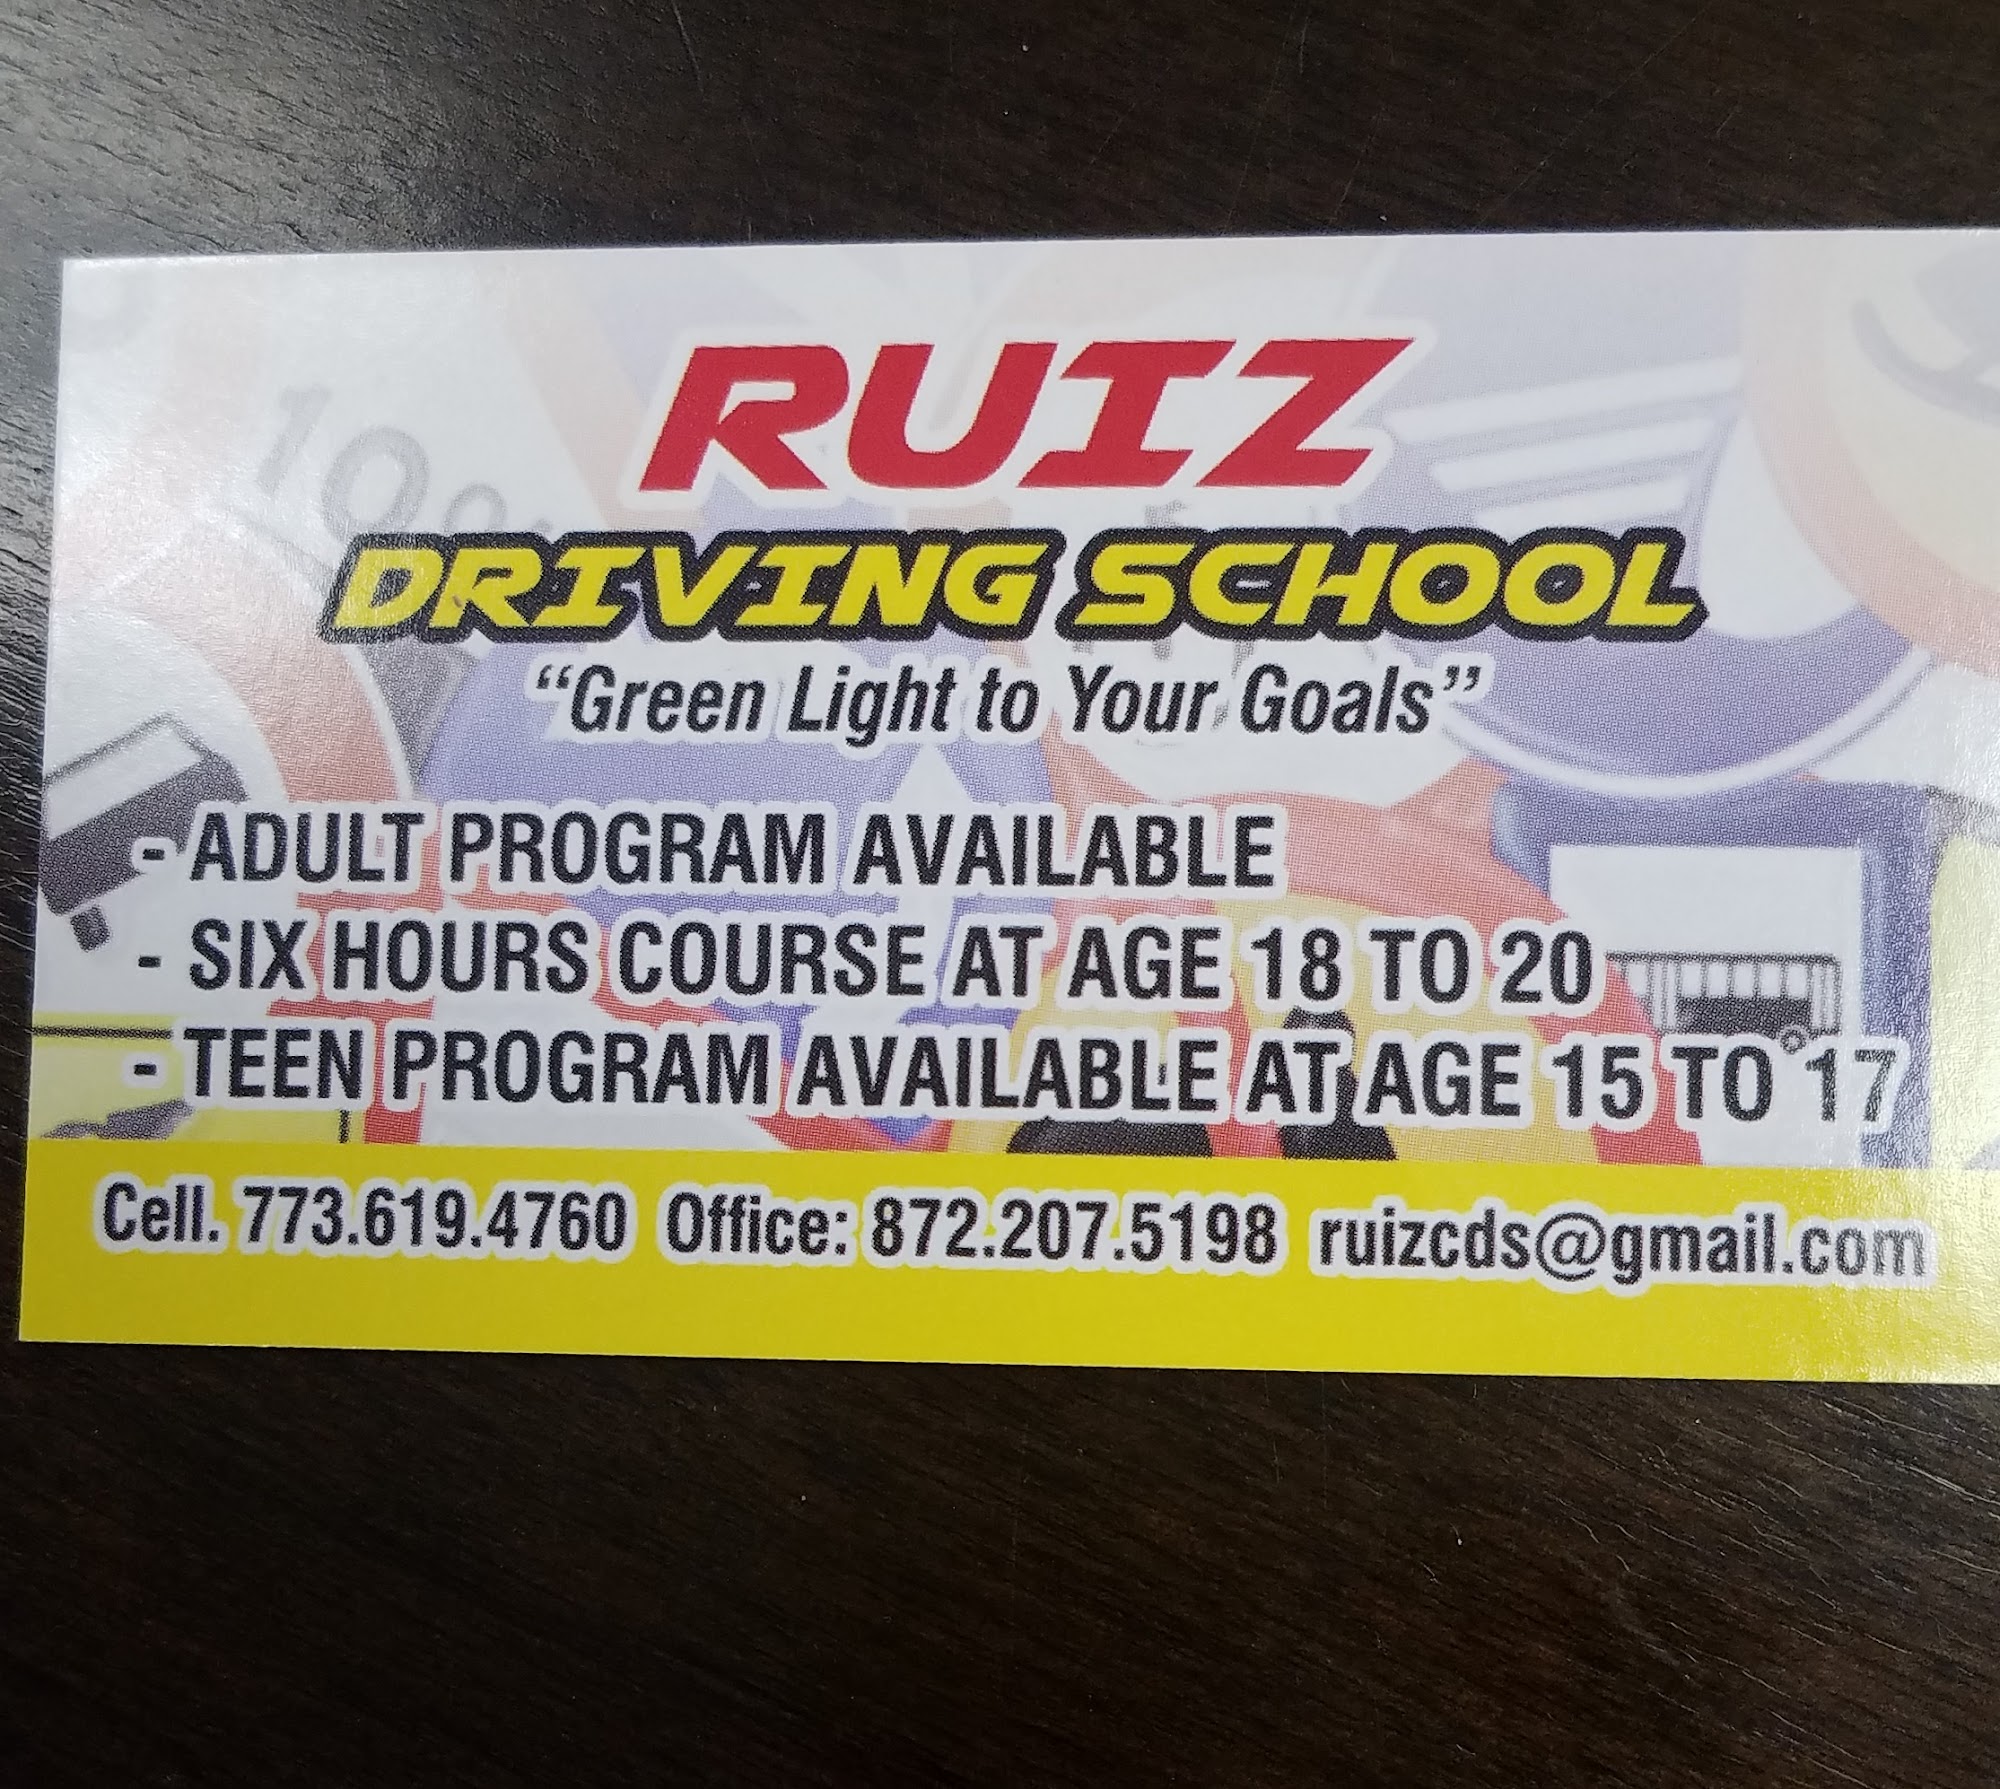 RUIZ
DRIVING SCHOOL
“Green Light to Your Goals”
- ADULT PROGRAM AVAILABLE
- SIX HOURS COURSE AT AGE 18 TO 20
- TEEN PROGRAM AVAILABLE AT AGE 15 TO 17
Cell. 773.619.4760 Office: 872.207.5198 ruizcds@gmail.com